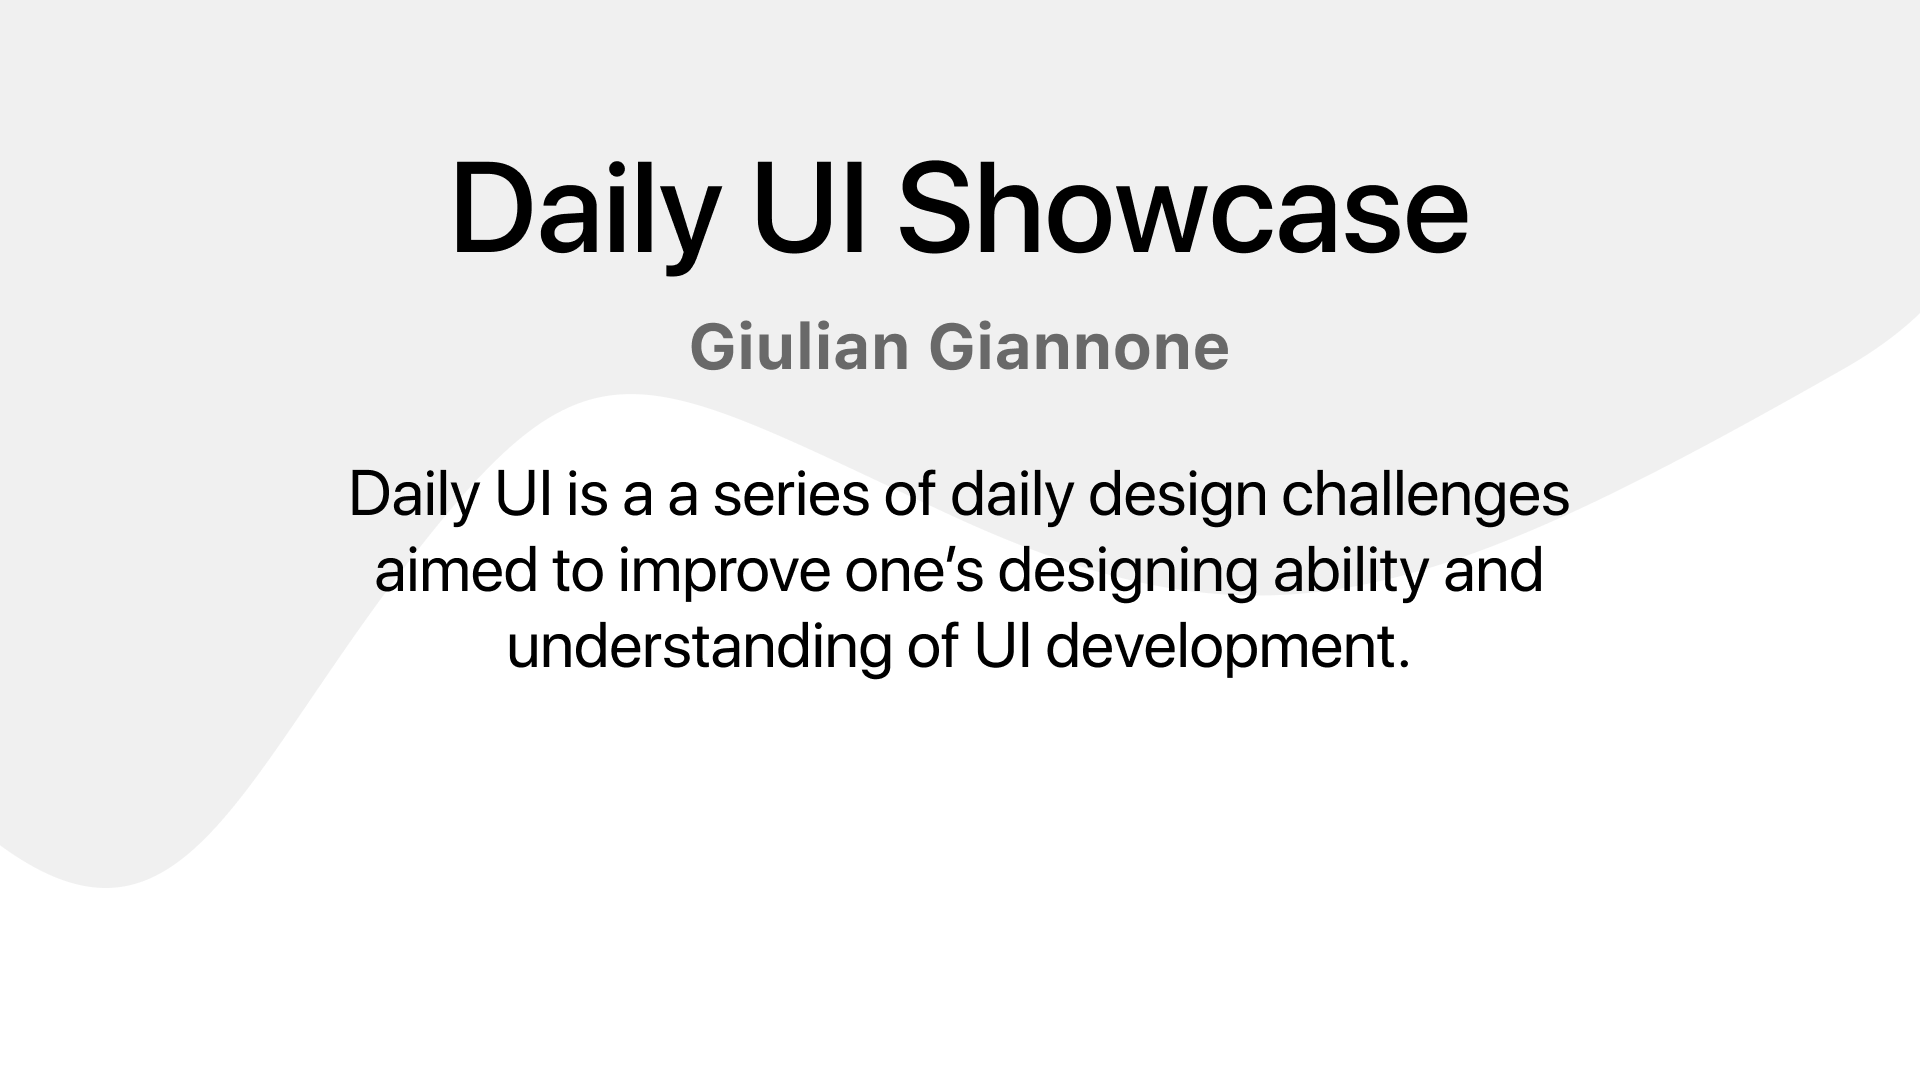 Daily UI Showcase
Giulian Giannone
Daily UI is a a series of daily design challenges
aimed to improve one’s designing ability and
understanding of UI development.